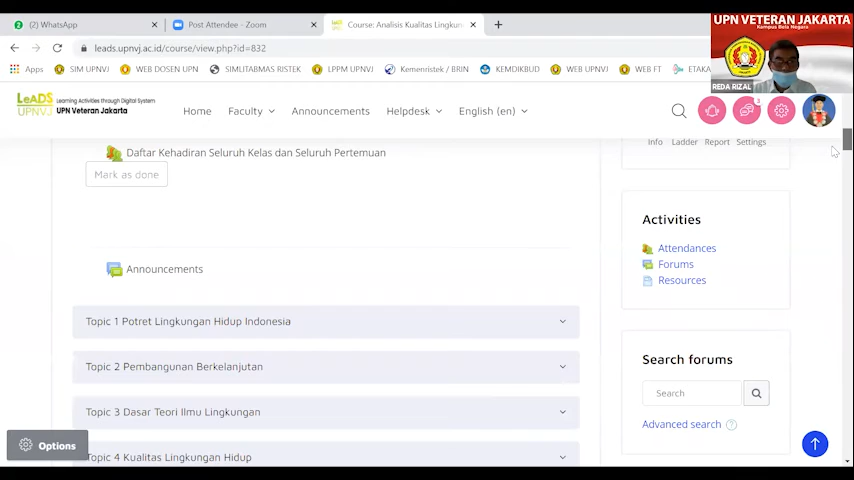 (2) WhatsApp
Post Attendee - Zoom
Course: Analisis Kualitas Lingkun
leads.upnvj.ac.id/course/view.php?id=832
Apps
SIM UPNVJ
WEB DOSEN UPN
SIMLITABMAS RISTEK
LPPM UPNVJ
Kemenristek / BRIN
KEMDIKBUD
WEB UPNVJ
WEB FT
ETAKA
UPN VETERAN JAKARTA
Kampus Bela Negara
REDA RIZAL
LeADS
UPNVJ
Learning Activities through Digital System
UPN Veteran Jakarta
Home
Faculty
Announcements
Helpdesk
English (en)
3
Daftar Kehadiran Seluruh Kelas dan Seluruh Pertemuan
Mark as done
Announcements
Topic 1 Potret Lingkungan Hidup Indonesia
Topic 2 Pembangunan Berkelanjutan
Topic 3 Dasar Teori Ilmu Lingkungan
Topic 4 Kualitas Lingkungan Hidup
Options
Info Ladder Report Settings
Activities
Attendances
Forums
Resources
Search forums
Search
Advanced search